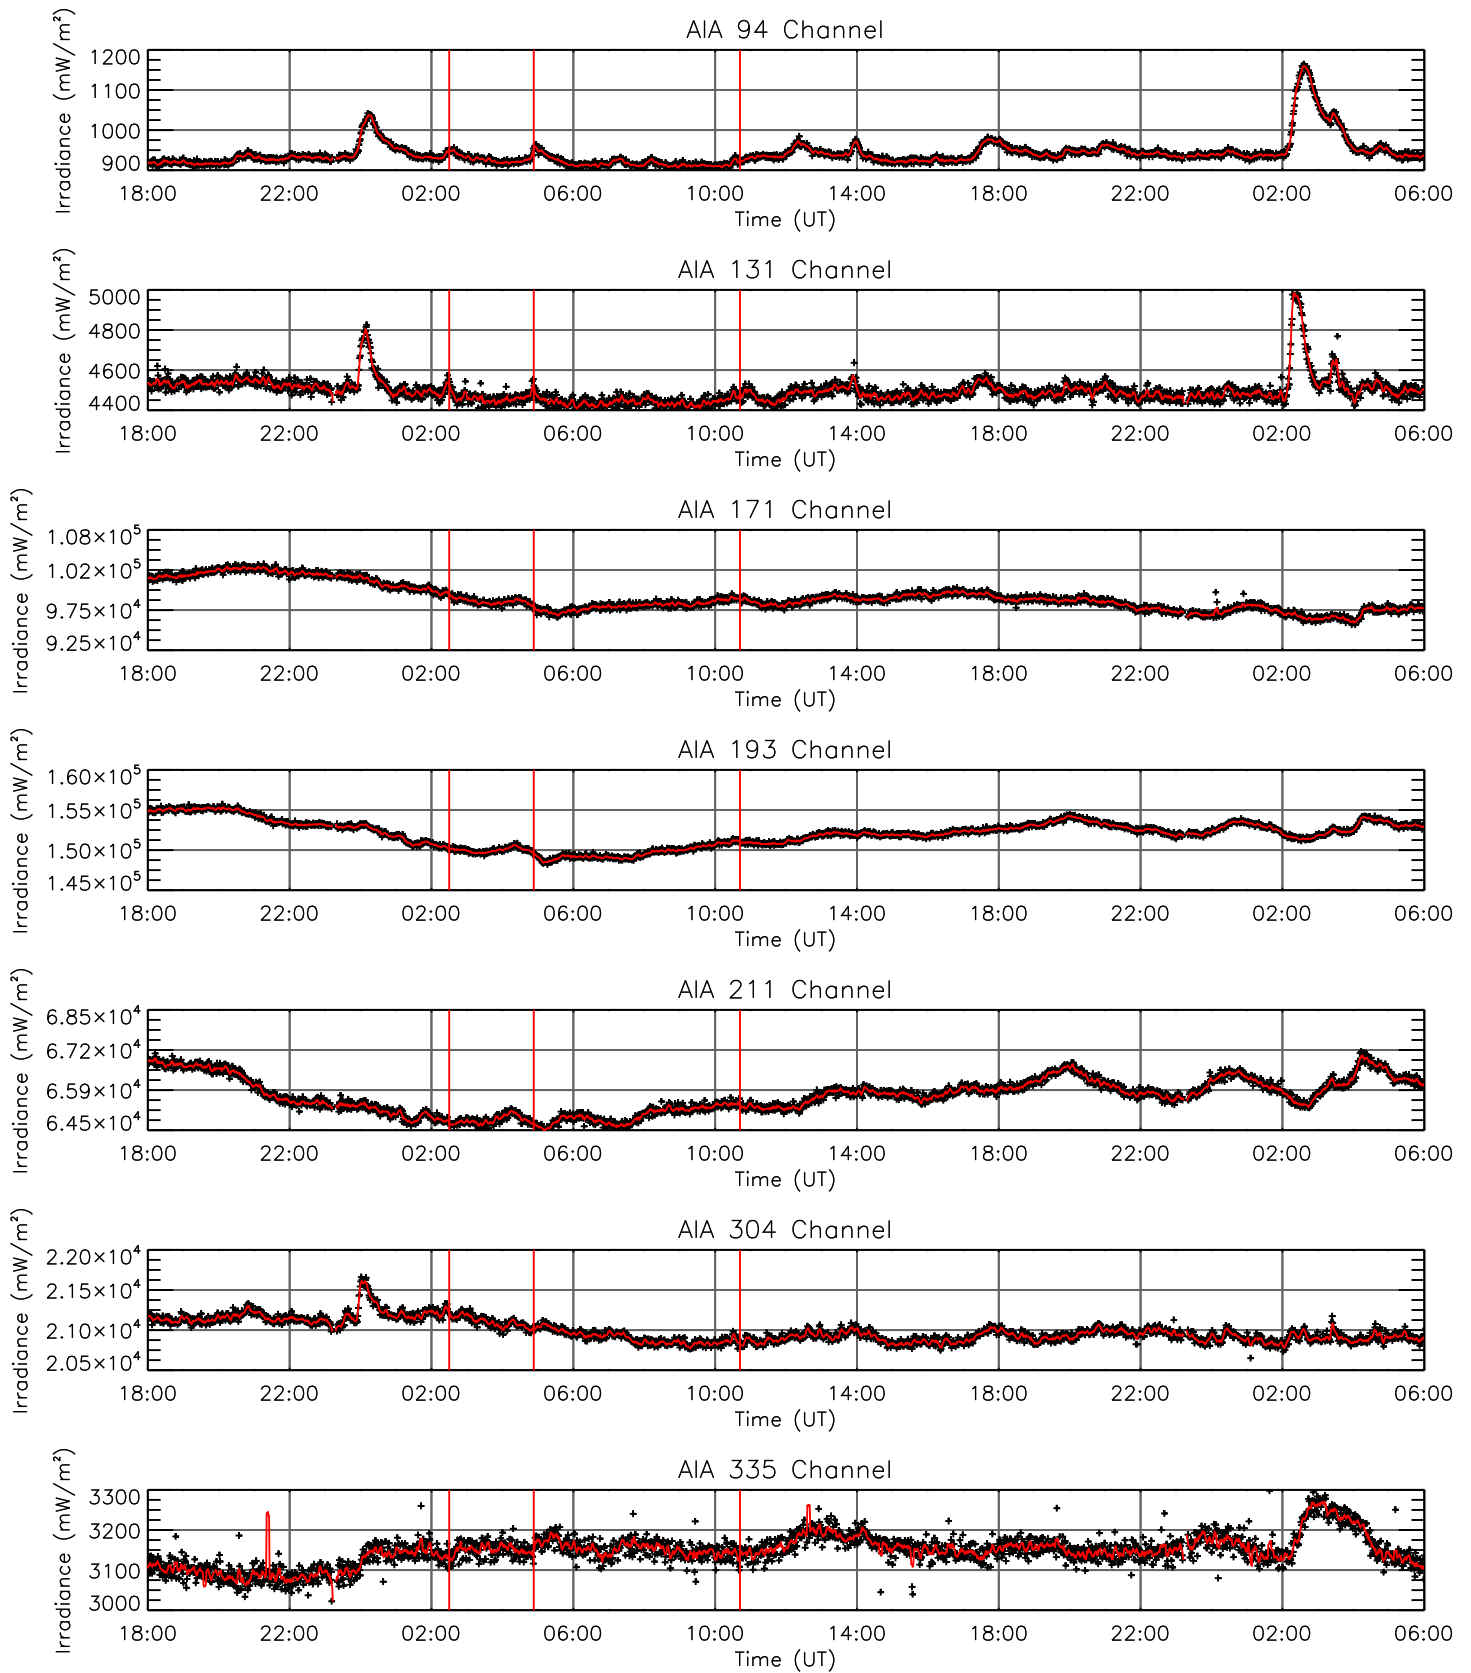 AIA 94 Channel
Irradiance (mW/m²)
1200
1100
1000
900
18:00 22:00 02:00 06:00 10:00 14:00 18:00 22:00 02:00 06:00
Time (UT)
AIA 131 Channel
Irradiance (mW/m²)
5000
4800
4600
4400
18:00 22:00 02:00 06:00 10:00 14:00 18:00 22:00 02:00 06:00
Time (UT)
AIA 171 Channel
Irradiance (mW/m²)
1.08×10⁵
1.02×10⁵
9.75×10⁴
9.25×10⁴
18:00 22:00 02:00 06:00 10:00 14:00 18:00 22:00 02:00 06:00
Time (UT)
AIA 193 Channel
Irradiance (mW/m²)
1.60×10⁵
1.55×10⁵
1.50×10⁵
1.45×10⁵
18:00 22:00 02:00 06:00 10:00 14:00 18:00 22:00 02:00 06:00
Time (UT)
AIA 211 Channel
Irradiance (mW/m²)
6.85×10⁴
6.72×10⁴
6.59×10⁴
6.45×10⁴
18:00 22:00 02:00 06:00 10:00 14:00 18:00 22:00 02:00 06:00
Time (UT)
AIA 304 Channel
Irradiance (mW/m²)
2.20×10⁴
2.15×10⁴
2.10×10⁴
2.05×10⁴
18:00 22:00 02:00 06:00 10:00 14:00 18:00 22:00 02:00 06:00
Time (UT)
AIA 335 Channel
Irradiance (mW/m²)
3300
3200
3100
3000
18:00 22:00 02:00 06:00 10:00 14:00 18:00 22:00 02:00 06:00
Time (UT)